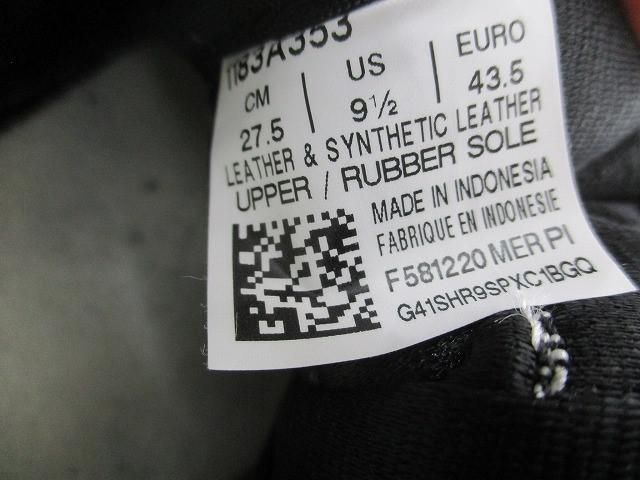 1183A353
CM | US | EURO
27.5 | 9½ | 43.5
LEATHER & SYNTHETIC LEATHER
UPPER / RUBBER SOLE
MADE IN INDONESIA
FABRIQUE EN INDONESIE
F581220 MER PI
G41SHR9SPXC1BGQ